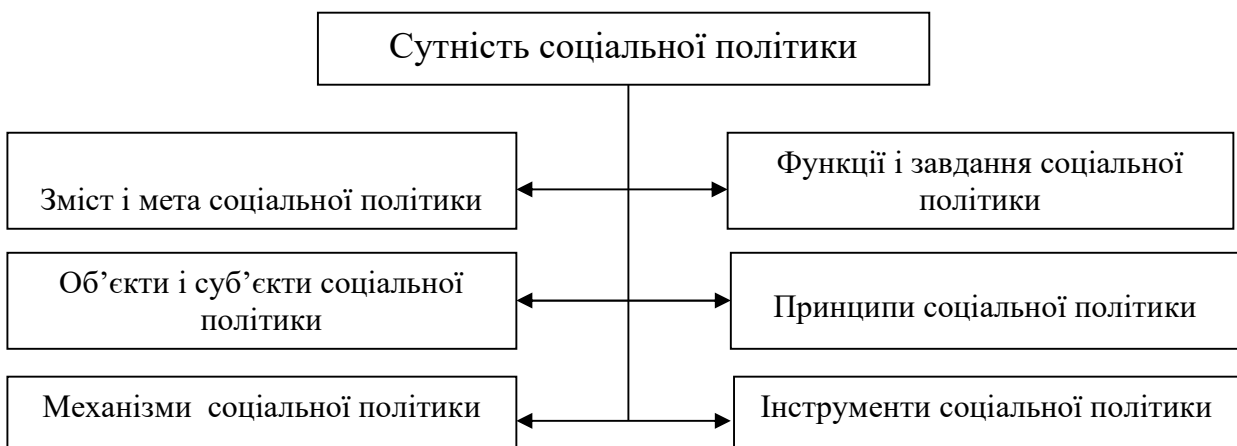 Сутність соціальної політики
Зміст і мета соціальної політики
Функції і завдання соціальної
політики
Об’єкти і суб’єкти соціальної
політики
Принципи соціальної політики
Механізми соціальної політики
Інструменти соціальної політики